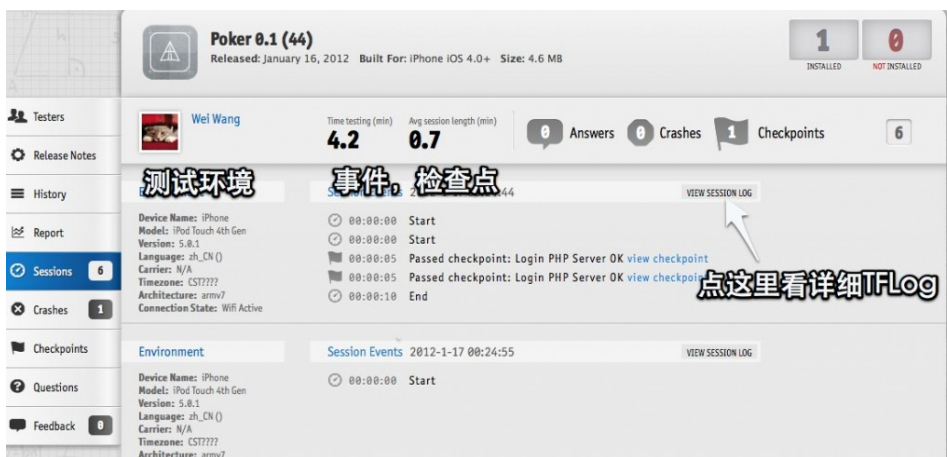 Poker 0.1 (44)
Released: January 16, 2012 Built For: iPhone iOS 4.0+ Size: 4.6 MB
1
INSTALLED
0
NOT INSTALLED
Testers
Release Notes
History
Report
Sessions 6
Crashes 1
Checkpoints
Questions
Feedback 0
Wei Wang
Time testing (min)
4.2
Avg session length (min)
0.7
0 Answers 0 Crashes 1 Checkpoints
6
测试环境
事件，检查点
44
VIEW SESSION LOG
Device Name: iPhone
Model: iPod Touch 4th Gen
Version: 5.0.1
Language: zh_CN ()
Carrier: N/A
Timezone: CST????
Architecture: armv7
Connection State: Wifi Active
00:00:00 Start
00:00:00 Start
00:00:05 Passed checkpoint: Login PHP Server OK view checkpoint
00:00:05 Passed checkpoint: Login PHP Server OK view checkpoint
00:00:10 End
点这里看详细TFLog
Environment
Session Events 2012-1-17 00:24:55
VIEW SESSION LOG
Device Name: iPhone
Model: iPod Touch 4th Gen
Version: 5.0.1
Language: zh_CN ()
Carrier: N/A
Timezone: CST????
Architecture: armv7
00:00:00 Start